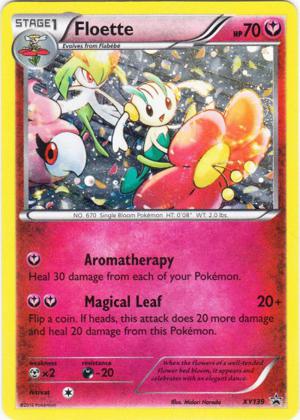 STAGE1
Floette
HP70
Evolves from Flabébé
NO. 670 Single Bloom Pokémon HT: 0'08" WT: 2.0 lbs.
Aromatherapy
Heal 30 damage from each of your Pokémon.
Magical Leaf 20+
Flip a coin. If heads, this attack does 20 more damage
and heal 20 damage from this Pokémon.
weakness
×2
resistance
-20
retreat
When the flowers of a well-tended
flower bed bloom, it appears and
celebrates with an elegant dance.
©2016 Pokémon
Illus. Midori Harada
XY139